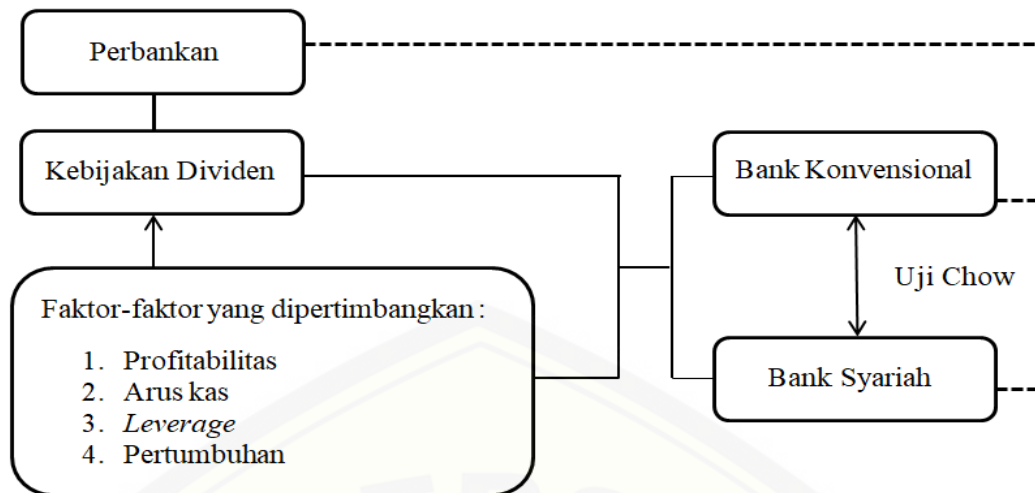 Perbankan
Kebijakan Dividen
Bank Konvensional
Uji Chow
Faktor-faktor yang dipertimbangkan :
1. Profitabilitas
2. Arus kas
3. Leverage
4. Pertumbuhan
Bank Syariah